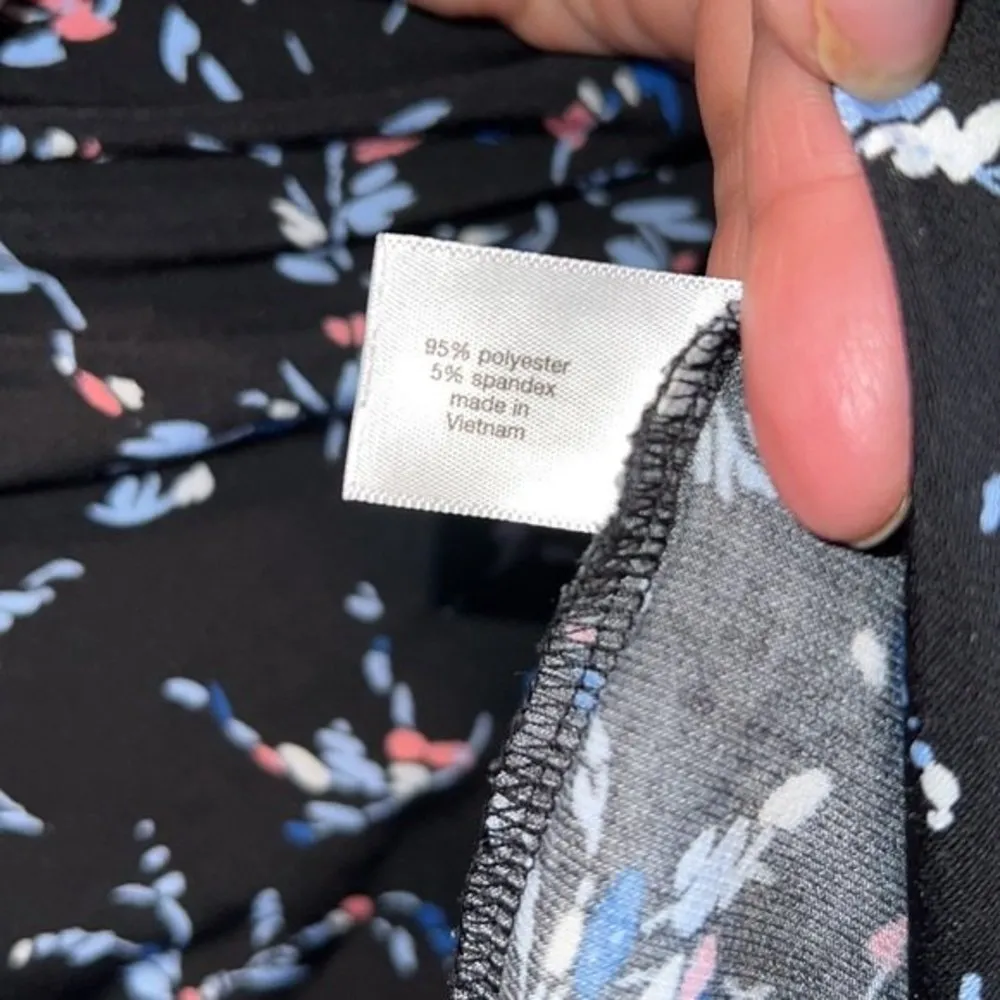 95% polyester
5% spandex
made in
Vietnam